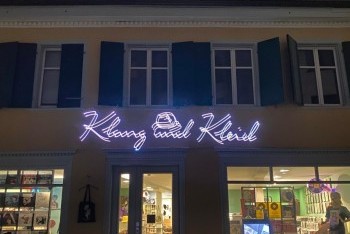 Klang und Kleid